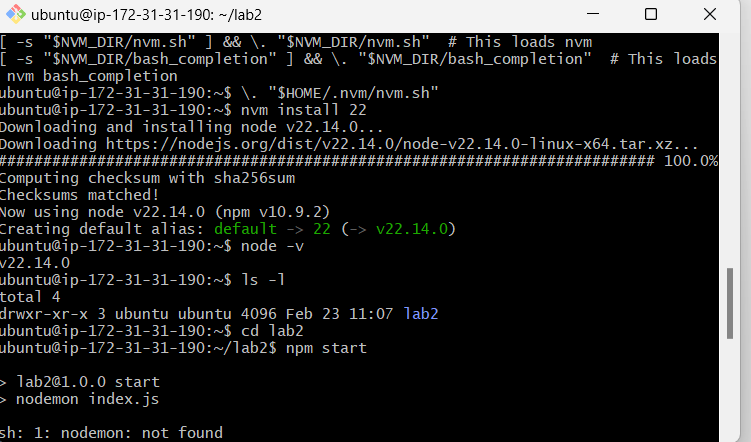 ubuntu@ip-172-31-31-190: ~/lab2
[ -s "$NVM_DIR/nvm.sh" ] && \. "$NVM_DIR/nvm.sh"  # This loads nvm
[ -s "$NVM_DIR/bash_completion" ] && \. "$NVM_DIR/bash_completion"  # This loads
 nvm bash_completion
ubuntu@ip-172-31-31-190:~$ \. "$HOME/.nvm/nvm.sh"
ubuntu@ip-172-31-31-190:~$ nvm install 22
Downloading and installing node v22.14.0...
Downloading https://nodejs.org/dist/v22.14.0/node-v22.14.0-linux-x64.tar.xz...
######################################################################### 100.0%
Computing checksum with sha256sum
Checksums matched!
Now using node v22.14.0 (npm v10.9.2)
Creating default alias: default -> 22 (-> v22.14.0)
ubuntu@ip-172-31-31-190:~$ node -v
v22.14.0
ubuntu@ip-172-31-31-190:~$ ls -l
total 4
drwxr-xr-x 3 ubuntu ubuntu 4096 Feb 23 11:07 lab2
ubuntu@ip-172-31-31-190:~$ cd lab2
ubuntu@ip-172-31-31-190:~/lab2$ npm start
> lab2@1.0.0 start
> nodemon index.js
sh: 1: nodemon: not found